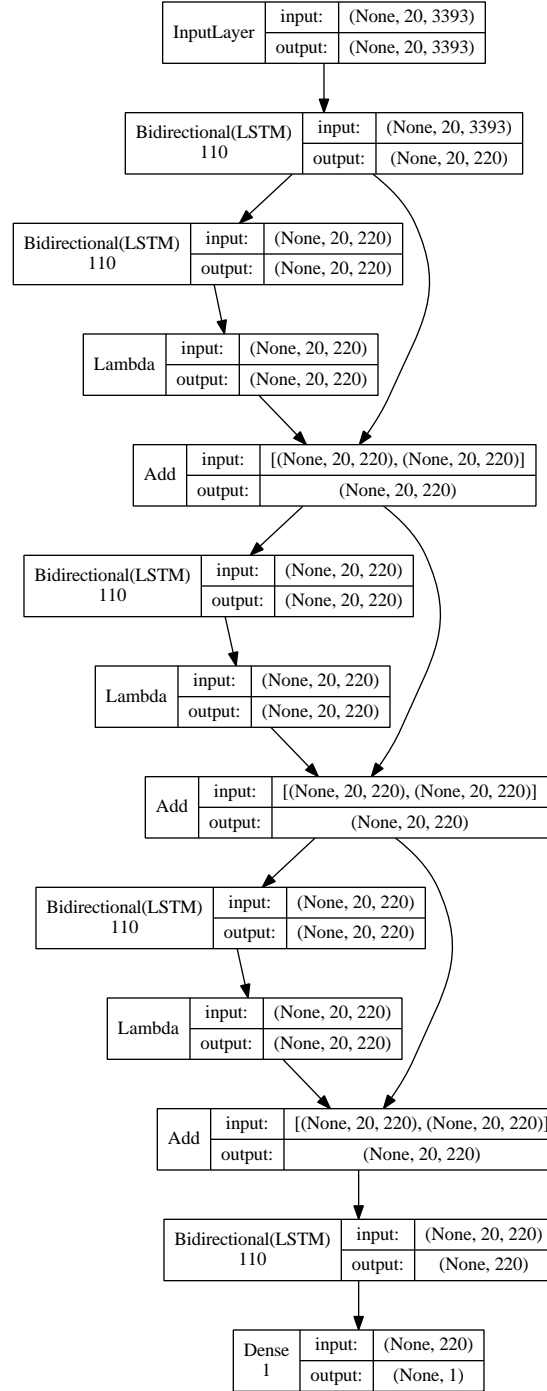 InputLayer
input: (None, 20, 3393)
output: (None, 20, 3393)
Bidirectional(LSTM)
110
input: (None, 20, 3393)
output: (None, 20, 220)
Bidirectional(LSTM)
110
input: (None, 20, 220)
output: (None, 20, 220)
Lambda
input: (None, 20, 220)
output: (None, 20, 220)
Add
input: [(None, 20, 220), (None, 20, 220)]
output: (None, 20, 220)
Bidirectional(LSTM)
110
input: (None, 20, 220)
output: (None, 20, 220)
Lambda
input: (None, 20, 220)
output: (None, 20, 220)
Add
input: [(None, 20, 220), (None, 20, 220)]
output: (None, 20, 220)
Bidirectional(LSTM)
110
input: (None, 20, 220)
output: (None, 20, 220)
Lambda
input: (None, 20, 220)
output: (None, 20, 220)
Add
input: [(None, 20, 220), (None, 20, 220)]
output: (None, 20, 220)
Bidirectional(LSTM)
110
input: (None, 20, 220)
output: (None, 220)
Dense
1
input: (None, 220)
output: (None, 1)